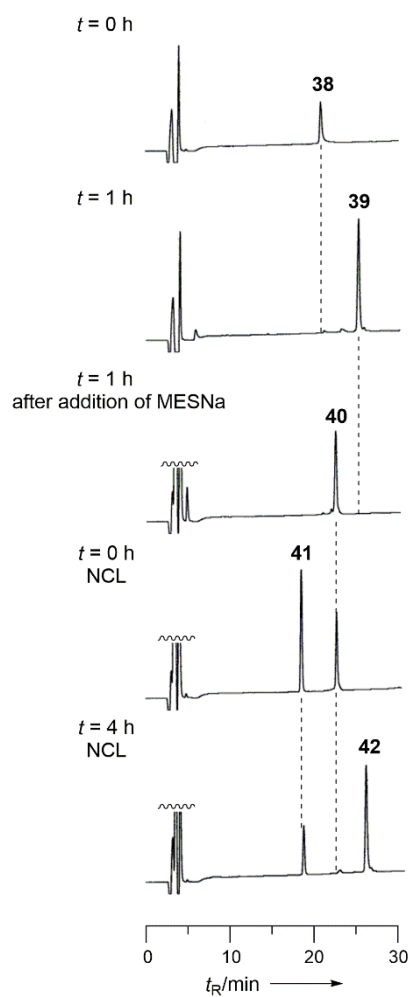 t = 0 h
38
t = 1 h
39
t = 1 h
after addition of MESNa
40
t = 0 h
NCL
41
t = 4 h
NCL
42
0 10 20 30
tR/min